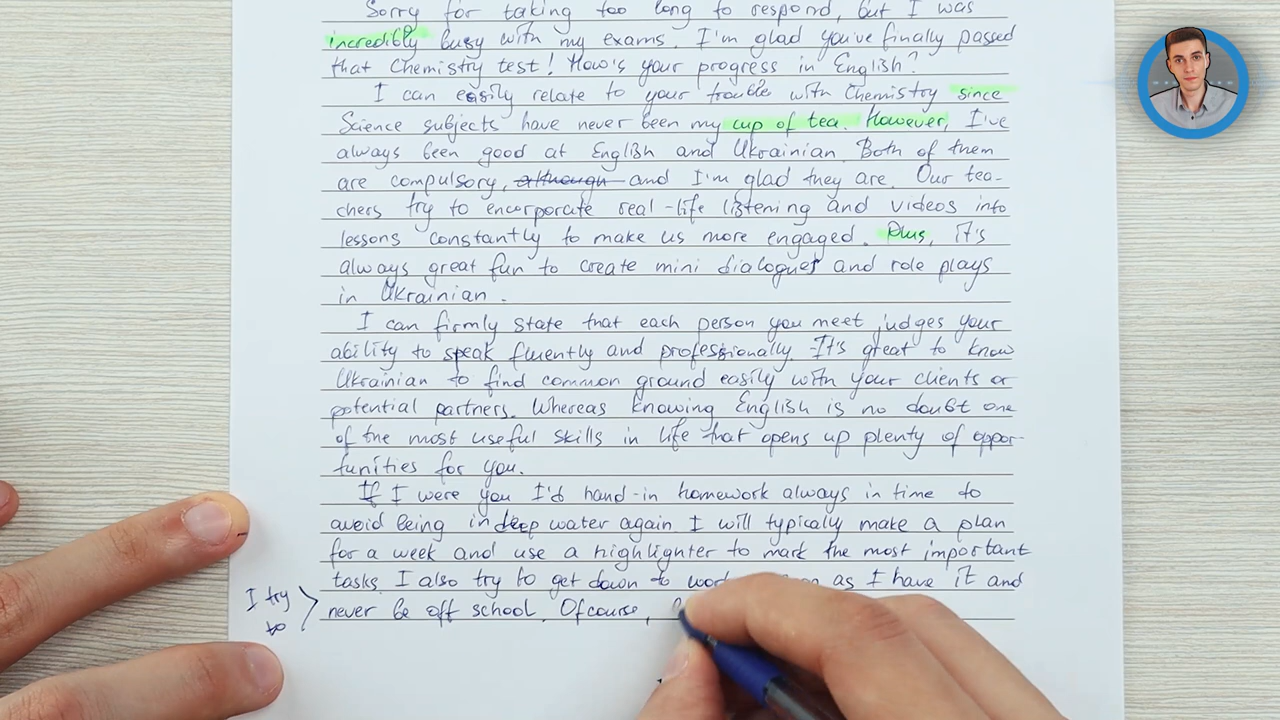 Sorry for taking too long to respond, but I was
incredibly busy with my exams. I'm glad you've finally passed
that Chemistry test! How's your progress in English?
I can easily relate to your trouble with Chemistry since
Science subjects have never been my cup of tea. However, I've
always been good at English and Ukrainian. Both of them
are compulsory, although and I'm glad they are. Our tea-
chers try to encorporate real-life listening and videos into
lessons constantly to make us more engaged. Plus, it's
always great fun to create mini dialogues and role plays
in Ukrainian.
I can firmly state that each person you meet judges your
ability to speak fluently and professionally. It's great to know
Ukrainian to find common ground easily with your clients or
potential partners. Whereas knowing English is no doubt one
of the most useful skills in life that opens up plenty of oppor-
tunities for you.
If I were you I'd hand-in homework always in time to
avoid being in deep water again. I will typicaly make a plan
for a week and use a highlighter to mark the most important
tasks. I also try to get down to as I have it and
I try
to
never be off school. Of course,